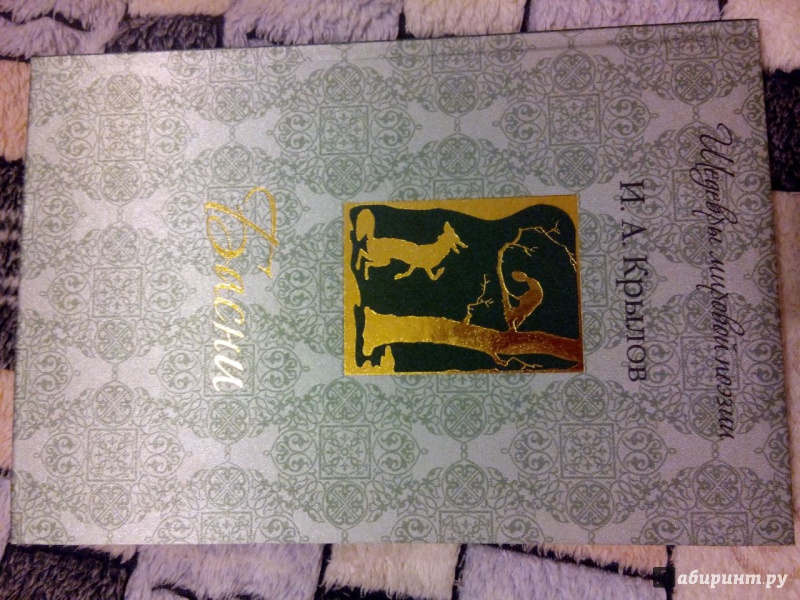 Шедевры мировой поэзии
И. А. Крылов
Басни
абиринт.ру